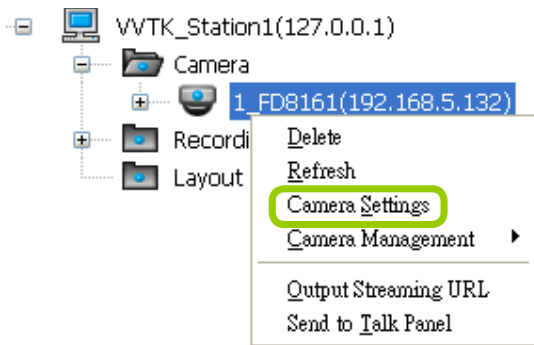 VVTK_Station1(127.0.0.1)
Camera
1_FD8161(192.168.5.132)
Recordi
Layout
Delete
Refresh
Camera Settings
Camera Management
Output Streaming URL
Send to Talk Panel